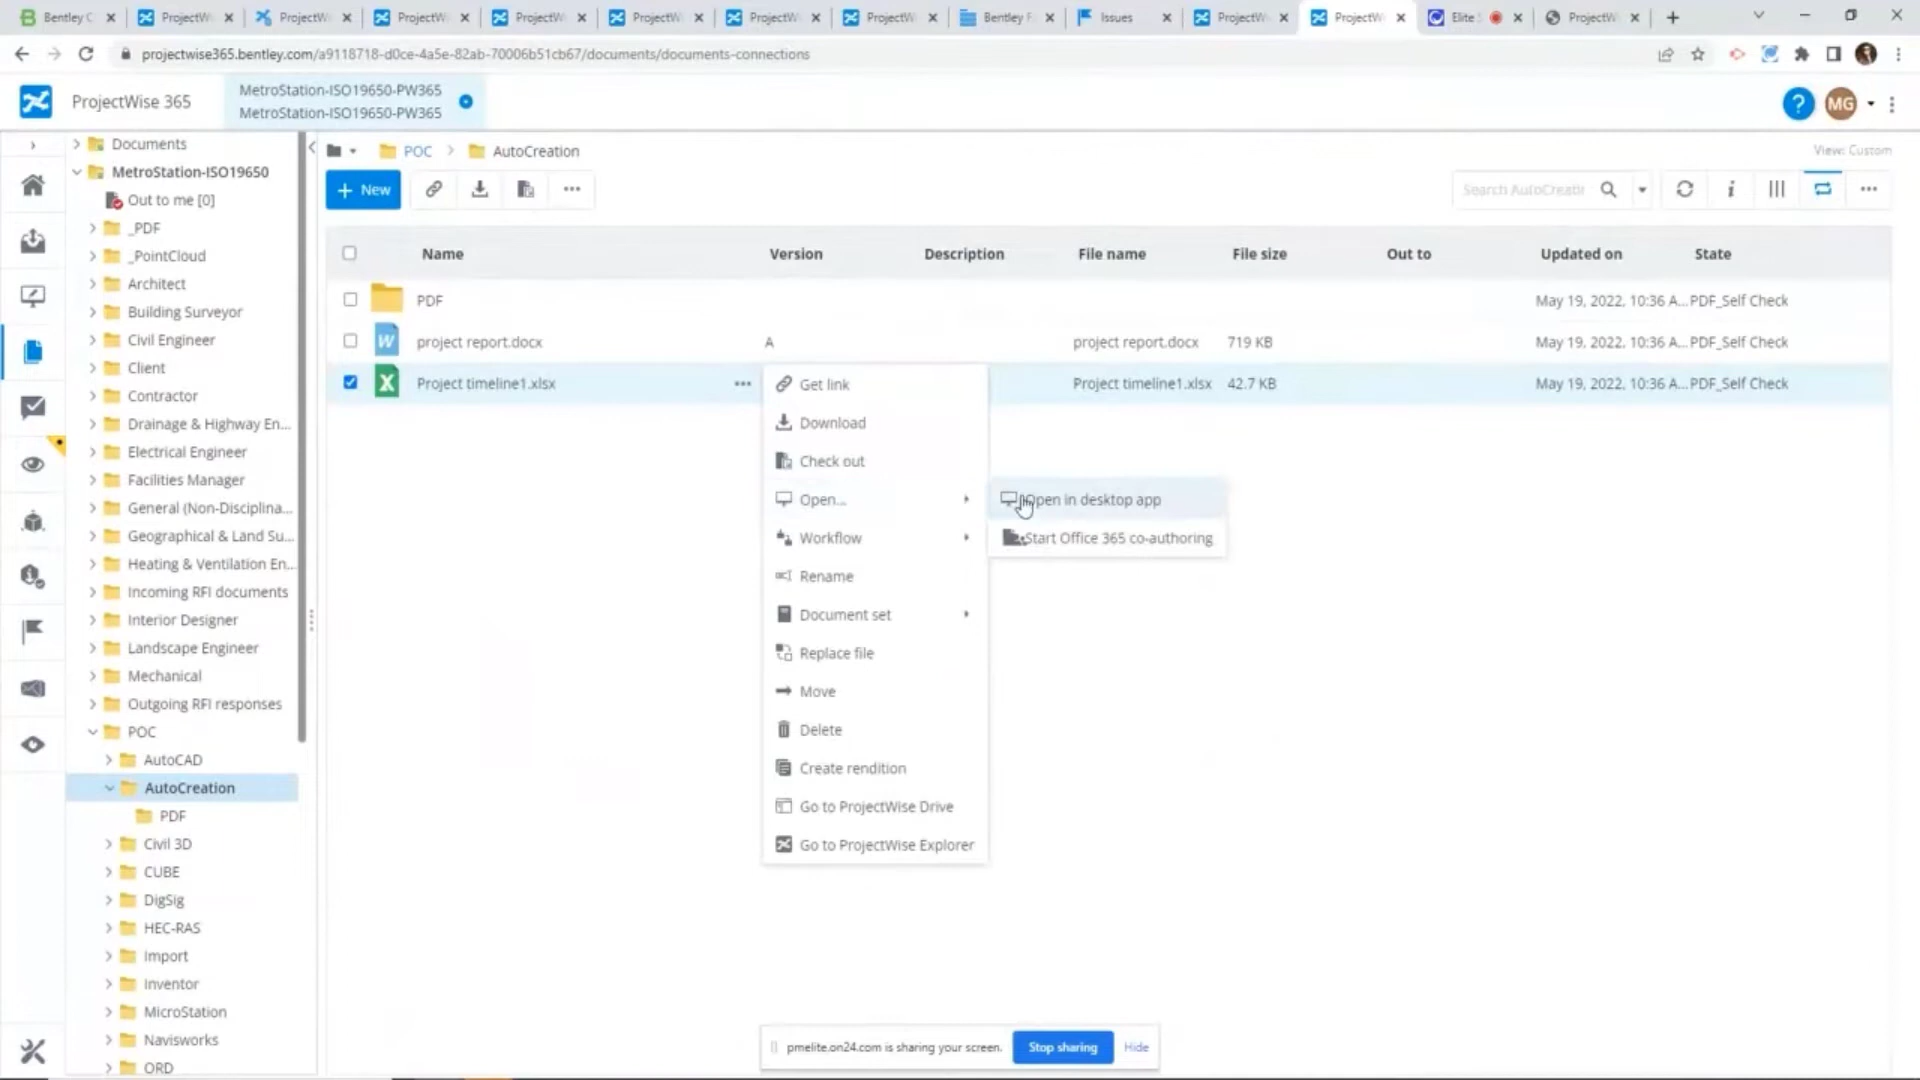 Bentley C
ProjectW
ProjectW
ProjectW
ProjectW
ProjectW
ProjectW
ProjectW
Bentley F
Issues
ProjectW
ProjectW
Elite
ProjectW
projectwise365.bentley.com/a9118718-d0ce-4a5e-82ab-70006b51cb67/documents/documents-connections
ProjectWise 365
MetroStation-ISO19650-PW365
MetroStation-ISO19650-PW365
?
MG
Documents
MetroStation-ISO19650
Out to me [0]
_PDF
_PointCloud
Architect
Building Surveyor
Civil Engineer
Client
Contractor
Drainage & Highway En...
Electrical Engineer
Facilities Manager
General (Non-Disciplina...
Geographical & Land Su...
Heating & Ventilation En...
Incoming RFI documents
Interior Designer
Landscape Engineer
Mechanical
Outgoing RFI responses
POC
AutoCAD
AutoCreation
PDF
Civil 3D
CUBE
DigSig
HEC-RAS
Import
Inventor
MicroStation
Navisworks
ORD
POC > AutoCreation
View: Custom
+ New
Search AutoCreatir
Name Version Description File name File size Out to Updated on State
PDF May 19, 2022, 10:36 A... PDF_Self Check
project report.docx A project report.docx 719 KB May 19, 2022, 10:36 A... PDF_Self Check
Project timeline1.xlsx ... Project timeline1.xlsx 42.7 KB May 19, 2022, 10:36 A... PDF_Self Check
Get link
Download
Check out
Open...
Workflow
Rename
Document set
Replace file
Move
Delete
Create rendition
Go to ProjectWise Drive
Go to ProjectWise Explorer
Open in desktop app
Start Office 365 co-authoring
pmelite.on24.com is sharing your screen.
Stop sharing
Hide